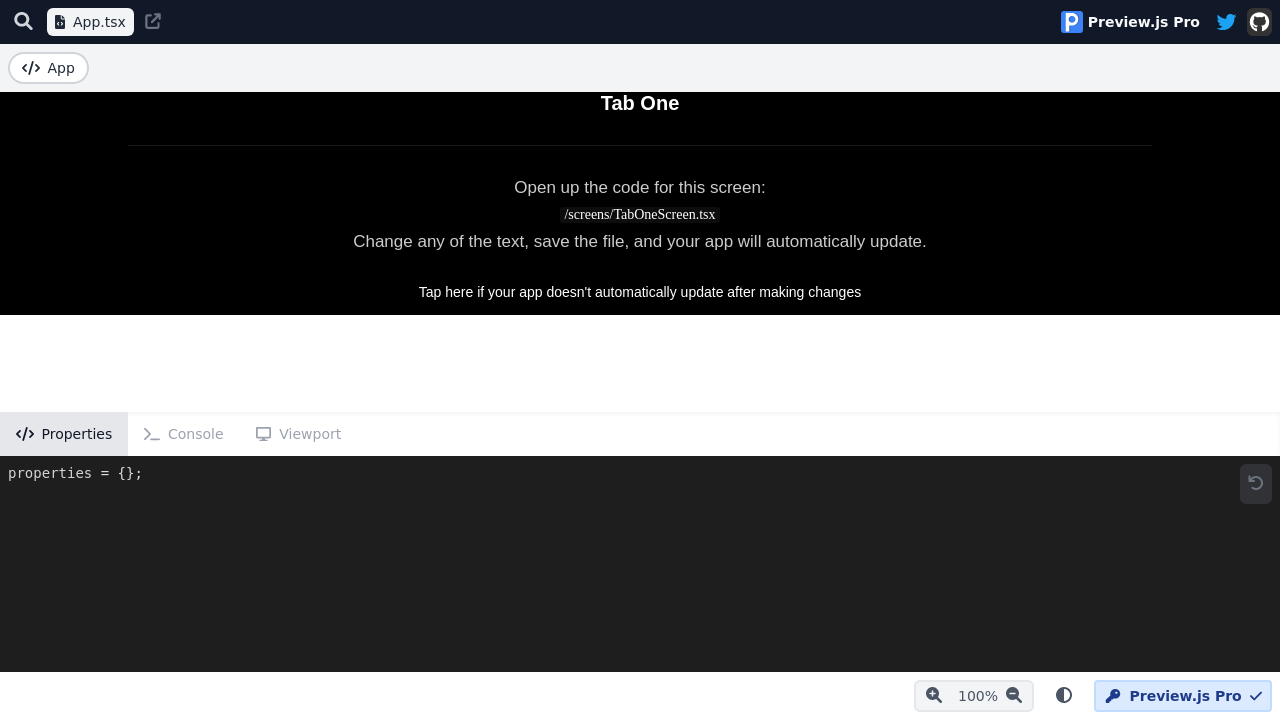 App.tsx
Preview.js Pro
App
Tab One
Open up the code for this screen:
/screens/TabOneScreen.tsx
Change any of the text, save the file, and your app will automatically update.
Tap here if your app doesn't automatically update after making changes
Properties
Console
Viewport
properties = {};
100%
Preview.js Pro